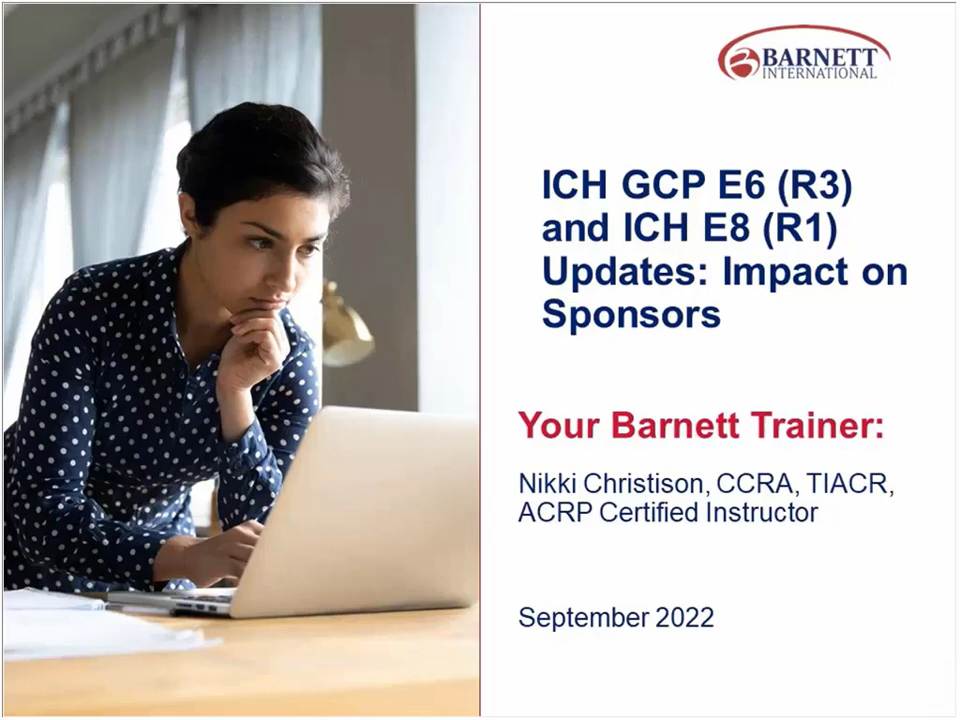 BARNETT
INTERNATIONAL
ICH GCP E6 (R3)
and ICH E8 (R1)
Updates: Impact on
Sponsors
Your Barnett Trainer:
Nikki Christison, CCRA, TIACR,
ACRP Certified Instructor
September 2022